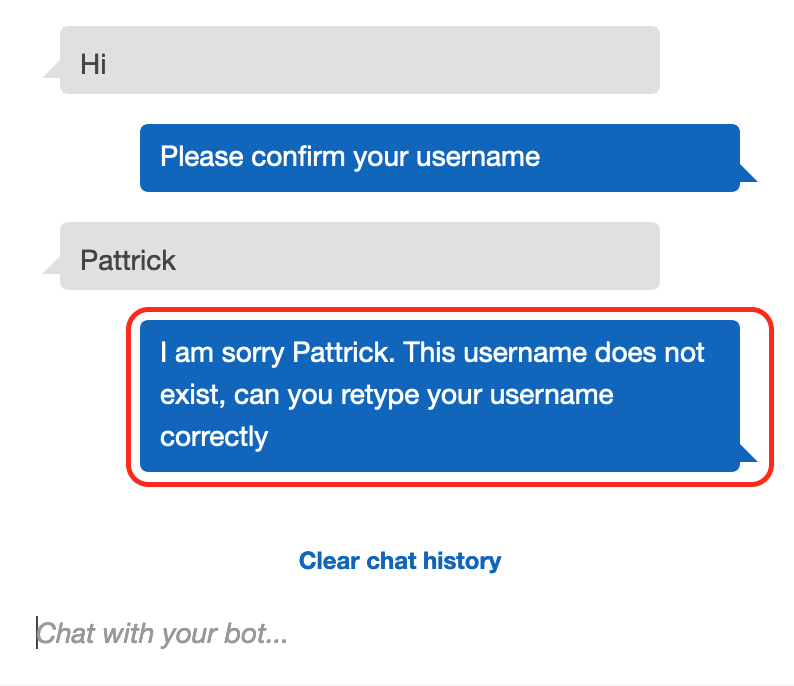 Hi
Please confirm your username
Pattrick
I am sorry Pattrick. This username does not
exist, can you retype your username
correctly
Clear chat history
Chat with your bot...